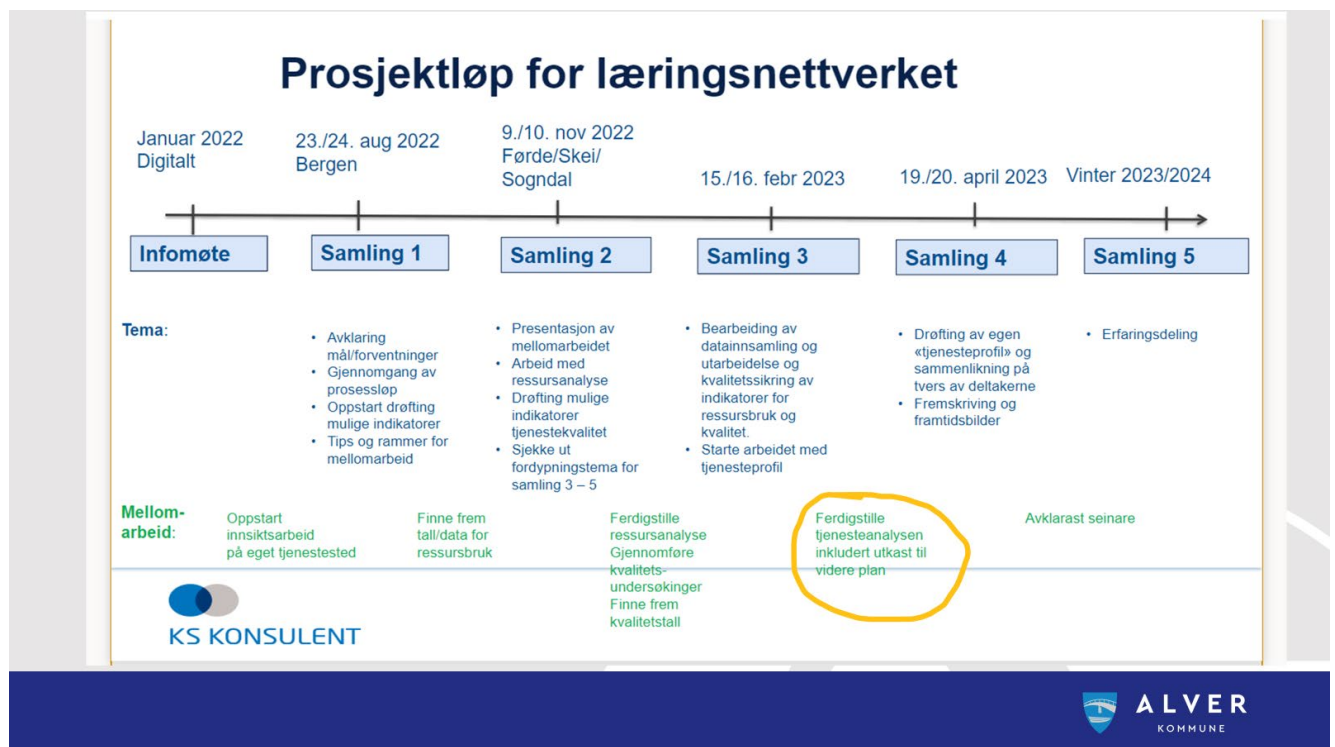 Prosjektløp for læringsnettverket
Januar 2022
Digitalt
23./24. aug 2022
Bergen
9./10. nov 2022
Førde/Skei/
Sogndal
15./16. febr 2023
19./20. april 2023
Vinter 2023/2024
Infomøte
Samling 1
Samling 2
Samling 3
Samling 4
Samling 5
Tema:
• Avklaring
mål/forventninger
• Gjennomgang av
prosessløp
• Oppstart drøfting
mulige indikatorer
• Tips og rammer for
mellomarbeid
• Presentasjon av
mellomarbeidet
• Arbeid med
ressursanalyse
• Drøfting mulige
indikatorer
tjenestekvalitet
• Sjekke ut
fordypningstema for
samling 3 – 5
• Bearbeiding av
datainnsamling og
utarbeidelse og
kvalitetssikring av
indikatorer for
ressursbruk og
kvalitet.
• Starte arbeidet med
tjenesteprofil
• Drøfting av egen
«tjenesteprofil» og
sammenlikning på
tvers av deltakerne
• Fremskriving og
framtidsbilder
• Erfaringsdeling
Mellom-
arbeid:
Oppstart
innsiktsarbeid
på eget tjenestested
Finne frem
tall/data for
ressursbruk
Ferdigstille
ressursanalyse
Gjennomføre
kvalitets-
undersøkinger
Finne frem
kvalitetstall
Ferdigstille
tjenesteanalysen
inkludert utkast til
videre plan
Avklarast seinare
KS KONSULENT
ALVER
KOMMUNE